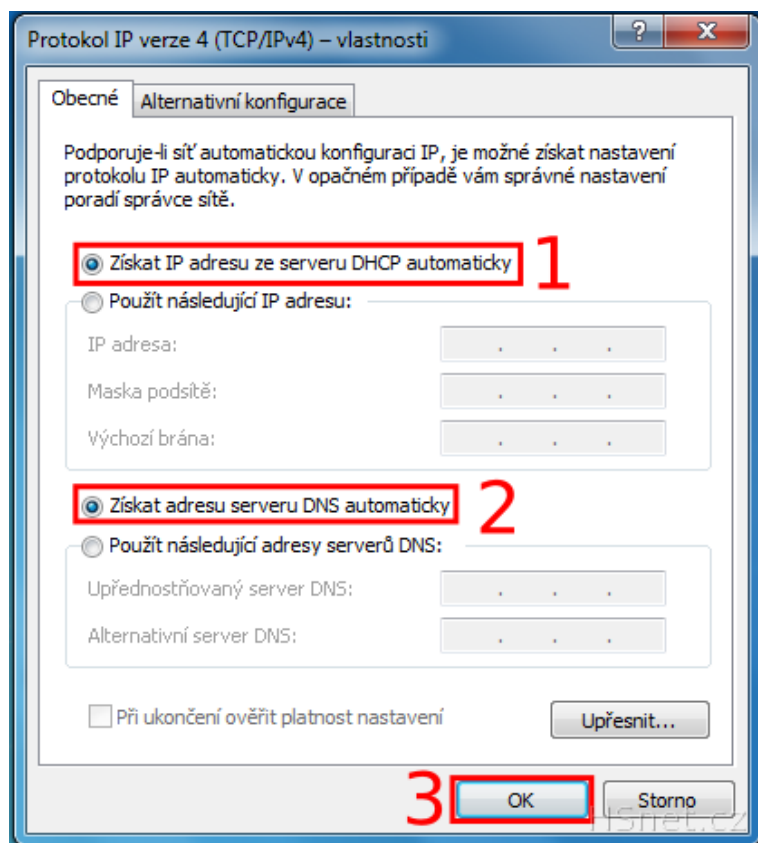 Protokol IP verze 4 (TCP/IPv4) – vlastnosti
?
x
Obecné
Alternativní konfigurace
Podporuje-li síť automatickou konfiguraci IP, je možné získat nastavení
protokolu IP automaticky. V opačném případě vám správné nastavení
poradí správce sítě.
Získat IP adresu ze serveru DHCP automaticky
1
Použít následující IP adresu:
IP adresa:
Maska podsítě:
Výchozí brána:
Získat adresu serveru DNS automaticky
2
Použít následující adresy serverů DNS:
Upřednostňovaný server DNS:
Alternativní server DNS:
Při ukončení ověřit platnost nastavení
Upřesnit...
3
OK
Storno
HSnet.cz